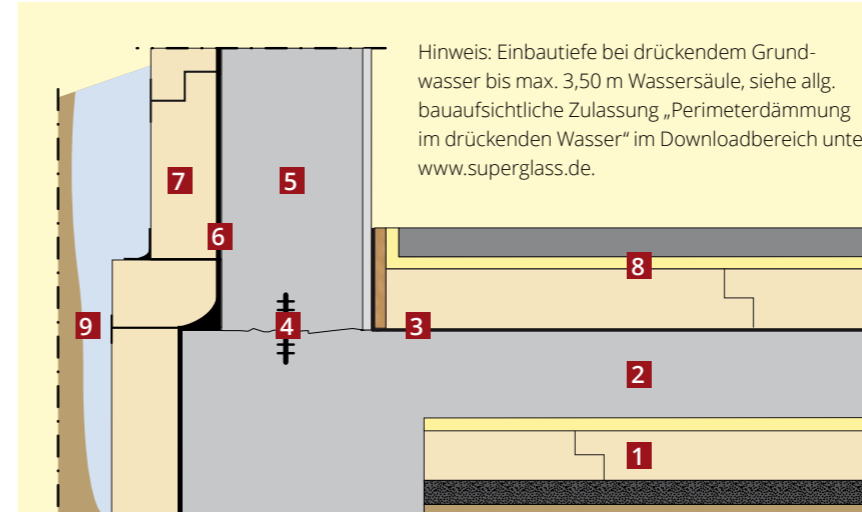 Hinweis: Einbautiefe bei drückendem Grund-
wasser bis max. 3,50 m Wassersäule, siehe allg.
bauaufsichtliche Zulassung „Perimeterdämmung
im drückenden Wasser“ im Downloadbereich unte
www.superglass.de.
7
5
6
8
9
4
3
2
1